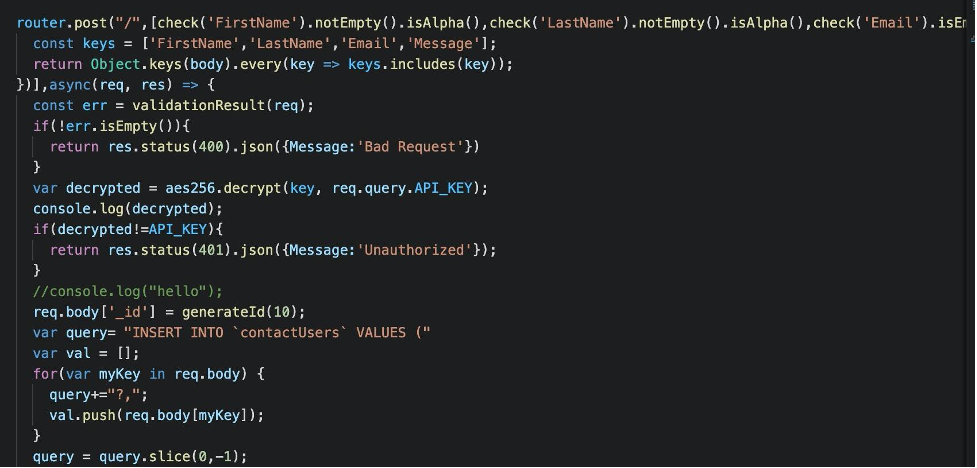 router.post("/",[check('FirstName').notEmpty().isAlpha(),check('LastName').notEmpty().isAlpha(),check('Email').isEm
const keys = ['FirstName','LastName','Email','Message'];
return Object.keys(body).every(key => keys.includes(key));
})],async(req, res) => {
const err = validationResult(req);
if(!err.isEmpty()){
return res.status(400).json({Message:'Bad Request'})
}
var decrypted = aes256.decrypt(key, req.query.API_KEY);
console.log(decrypted);
if(decrypted!=API_KEY){
return res.status(401).json({Message:'Unauthorized'});
}
//console.log("hello");
req.body['_id'] = generateId(10);
var query= "INSERT INTO `contactUsers` VALUES ("
var val = [];
for(var myKey in req.body) {
query+="?,";
val.push(req.body[myKey]);
}
query = query.slice(0,-1);